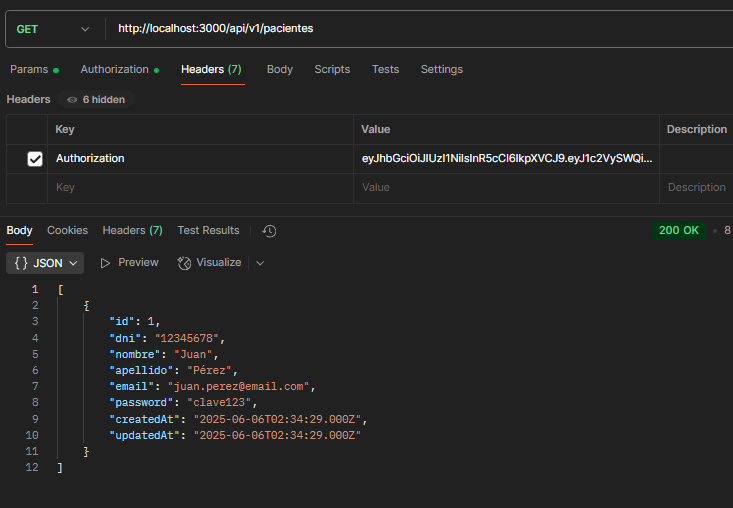 GET http://localhost:3000/api/v1/pacientes
Params Authorization Headers (7) Body Scripts Tests Settings
Headers 6 hidden
Key Value Description
Authorization eyJhbGciOiJIUzI1NiIsInR5cCI6IkpXVCJ9.eyJ1c2VySWQi...
Key Value Description
Body Cookies Headers (7) Test Results 200 OK 8
{ } JSON Preview Visualize
1 [
2 {
3 "id": 1,
4 "dni": "12345678",
5 "nombre": "Juan",
6 "apellido": "Pérez",
7 "email": "juan.perez@email.com",
8 "password": "clave123",
9 "createdAt": "2025-06-06T02:34:29.000Z",
10 "updatedAt": "2025-06-06T02:34:29.000Z"
11 }
12 ]